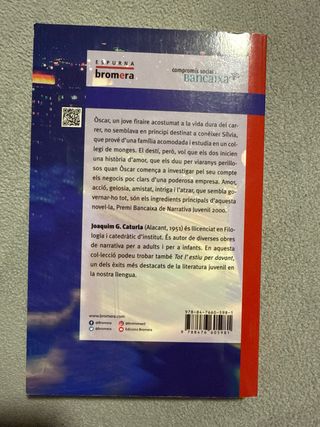 ESPURNA
bromera
compromís social
Bancaixa
Òscar, un jove firaire acostumat a la vida dura del car-
rer, no semblava en principi destinat a conéixer Sílvia,
que prové d'una família acomodada i estudia en un col-
legi de monges. El destí, però, vol que els dos inicien
una història d'amor, que els du per viaranys perillo-
sos quan Òscar comença a investigar pel seu compte
els negocis poc clars d'una poderosa empresa. Amor,
acció, gelosia, amistat, intriga i l'atzar, que sembla go-
vernar-ho tot, són els ingredients principals d'aquesta
novel·la, Premi Bancaixa de Narrativa Juvenil 2000.
Joaquim G. Caturla (Alacant, 1951) és llicenciat en Filo-
logia i catedràtic d'institut. És autor de diverses obres
de narrativa per a adults i per a infants. En aquesta
col·lecció podeu trobar també Tot l'estiu per davant,
un dels èxits més destacats de la literatura juvenil en
la nostra llengua.
www.bromera.com
@Bromera
@bromera
Edicions Bromera